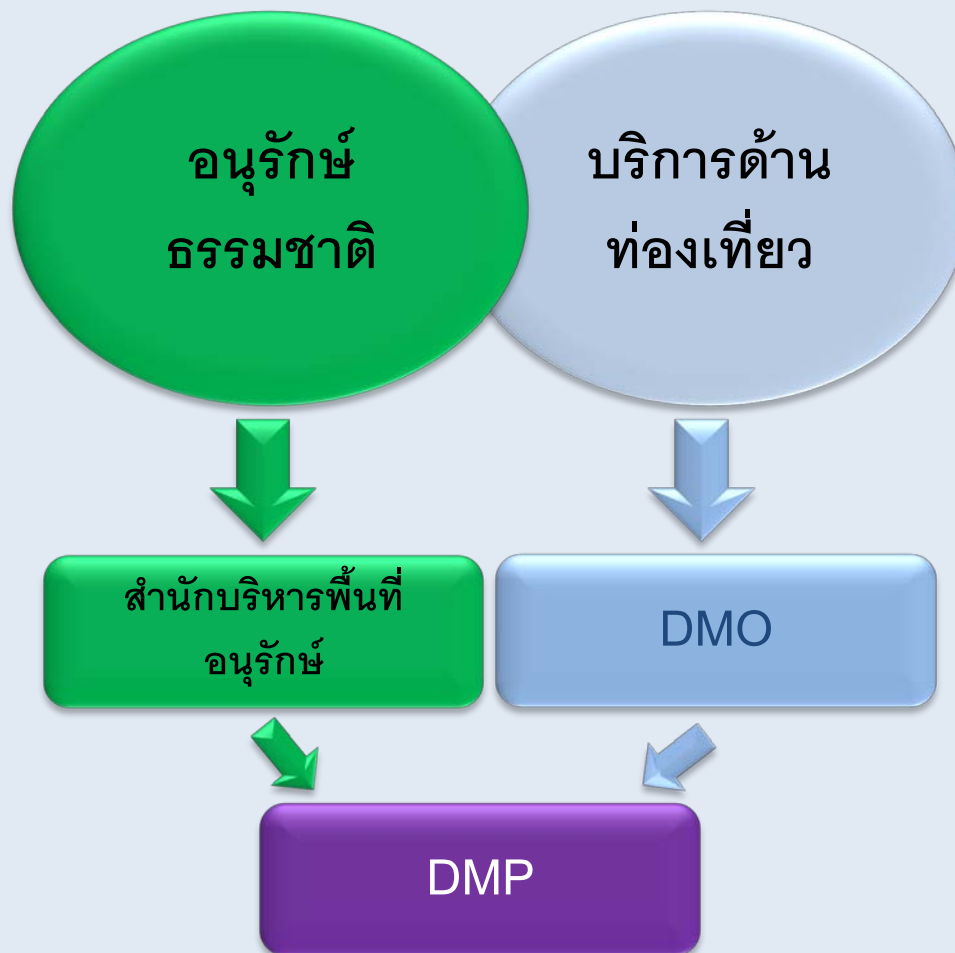 อนุรักษ์
ธรรมชาติ
บริการด้าน
ท่องเที่ยว
สำนักบริหารพื้นที่
อนุรักษ์
DMO
DMP